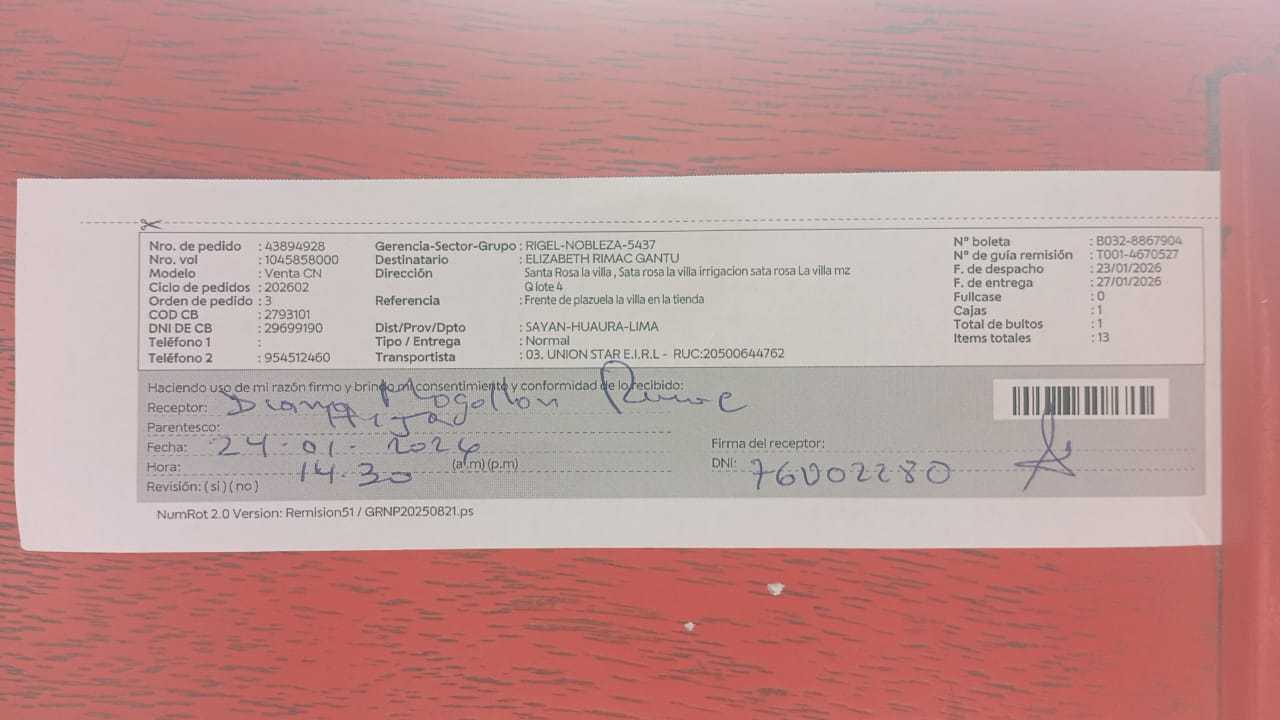 Nro. de pedido : 43894928
Nro. vol : 1045858000
Modelo : Venta CN
Ciclo de pedidos : 202602
Orden de pedido : 3
COD CB : 2793101
DNI DE CB : 29699190
Teléfono 1 :
Teléfono 2 : 954512460
Gerencia-Sector-Grupo : RIGEL-NOBLEZA-5437
Destinatario : ELIZABETH RIMAC GANTU
Dirección Santa Rosa la villa , Sata rosa la villa irrigacion sata rosa La villa mz
Q lote 4
Referencia : Frente de plazuela la villa en la tienda
Dist/Prov/Dpto : SAYAN-HUAURA-LIMA
Tipo / Entrega : Normal
Transportista : 03. UNION STAR E.I.R.L - RUC:20500644762
N° boleta : B032-8867904
N° de guía remisión : T001-4670527
F. de despacho : 23/01/2026
F. de entrega : 27/01/2026
Fullcase : 0
Cajas : 1
Total de bultos : 1
Items totales : 13
Haciendo uso de mi razón firmo y brindo mi consentimiento y conformidad de lo recibido:
Receptor: Diana Mogollon
Parentesco: Hija
Fecha: 24-01-2026
Hora: 14.30 (a.m) (p.m)
Revisión: ( si ) ( no )
Firma del receptor:
DNI: 76002280
NumRot 2.0 Version: Remision51 / GRNP20250821.ps